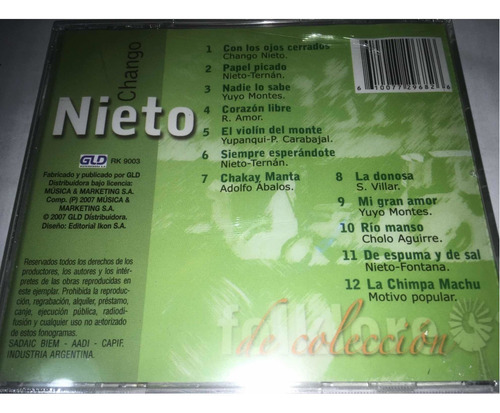 Chango
Nieto
1 Con los ojos cerrados
Chango Nieto.
2 Papel picado
Nieto-Ternán.
3 Nadie lo sabe
Yuyo Montes.
4 Corazón libre
R. Amor.
5 El violín del monte
Yupanqui-P. Carabajal.
6 Siempre esperándote
Nieto-Ternán.
7 Chakay Manta
Adolfo Abalos.
8 La donosa
S. Villar.
9 Mi gran amor
Yuyo Montes.
10 Río manso
Cholo Aguirre.
11 De espuma y de sal
Nieto-Fontana.
12 La Chimpa Machu
Motivo popular.
GLD RK 9003
Fabricado y publicado por GLD
Distribuidora bajo licencia:
MÚSICA & MARKETING S.A.
Comp. (P) 2007 MÚSICA &
MARKETING S.A.
© 2007 GLD Distribuidora.
Diseño: Editorial Ikon S.A.
Reservados todos los derechos de los
productores, los autores y los intér-
pretes de las obras reproducidas en
este ejemplar. Prohibida la reproduc-
ción, regrabación, alquiler, préstamo,
canje, ejecución pública, radiodi-
fusión y cualquier uso no autorizado
de estos fonogramas.
SADAIC BIEM - AADI - CAPIF.
INDUSTRIA ARGENTINA.
folklore
de colección